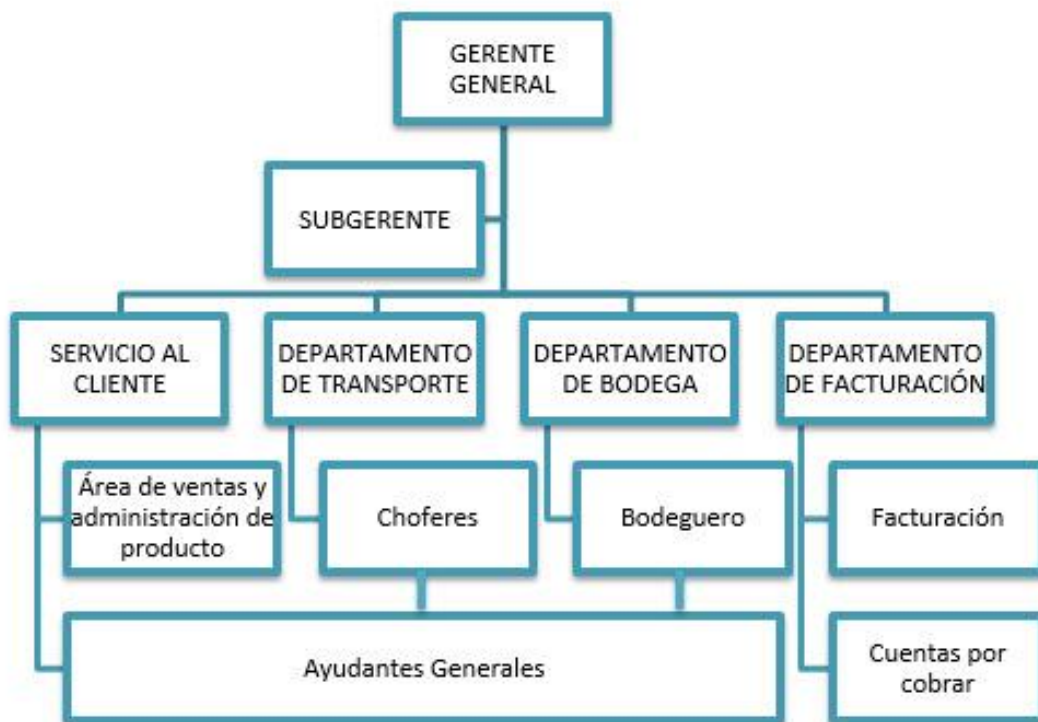 GERENTE
GENERAL
SUBGERENTE
SERVICIO AL
CLIENTE
DEPARTAMENTO
DE TRANSPORTE
DEPARTAMENTO
DE BODEGA
DEPARTAMENTO
DE FACTURACIÓN
Área de ventas y
administración de
producto
Choferes
Bodeguero
Facturación
Ayudantes Generales
Cuentas por
cobrar